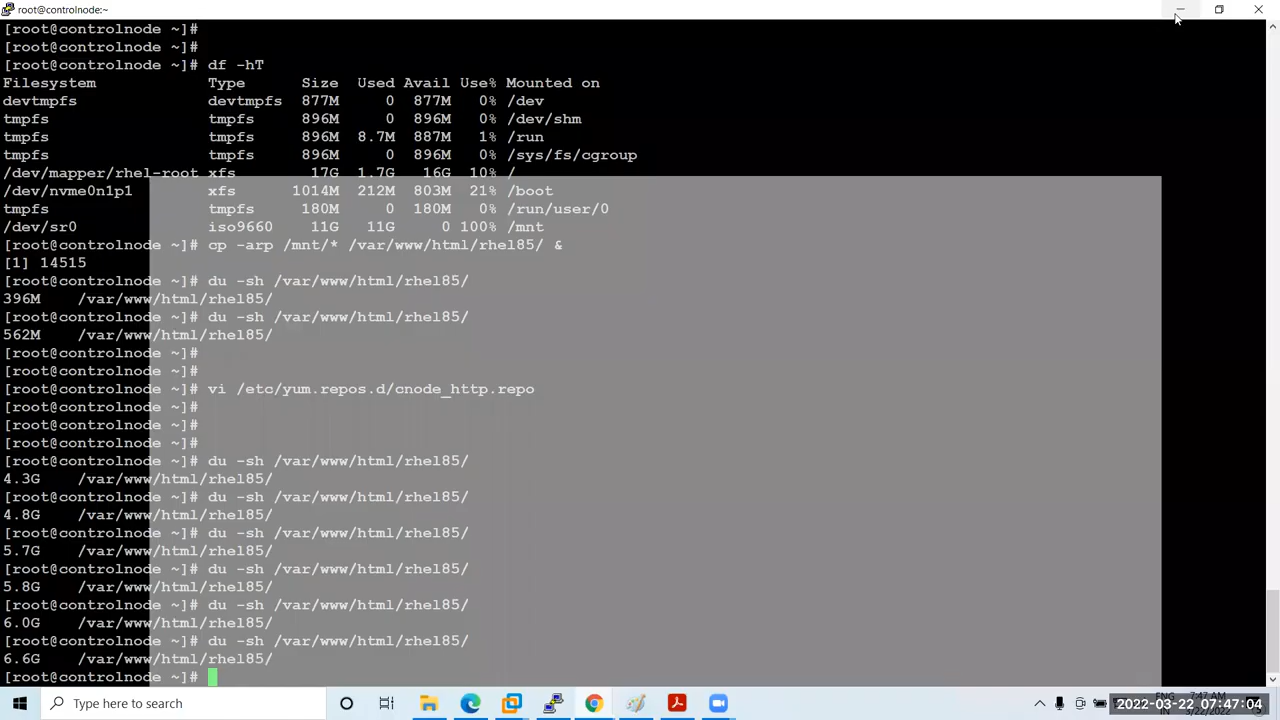 root@controlnode:~
[root@controlnode ~]#
[root@controlnode ~]#
[root@controlnode ~]# df -hT
Filesystem Type Size Used Avail Use% Mounted on
devtmpfs devtmpfs 877M 0 877M 0% /dev
tmpfs tmpfs 896M 0 896M 0% /dev/shm
tmpfs tmpfs 896M 8.7M 887M 1% /run
tmpfs tmpfs 896M 0 896M 0% /sys/fs/cgroup
/dev/mapper/rhel-root xfs 17G 1.7G 16G 10% /
/dev/nvme0n1p1 xfs 1014M 212M 803M 21% /boot
tmpfs tmpfs 180M 0 180M 0% /run/user/0
/dev/sr0 iso9660 11G 11G 0 100% /mnt
[root@controlnode ~]# cp -arp /mnt/* /var/www/html/rhel85/ &
[1] 14515
[root@controlnode ~]# du -sh /var/www/html/rhel85/
396M /var/www/html/rhel85/
[root@controlnode ~]# du -sh /var/www/html/rhel85/
562M /var/www/html/rhel85/
[root@controlnode ~]#
[root@controlnode ~]#
[root@controlnode ~]# vi /etc/yum.repos.d/cnode_http.repo
[root@controlnode ~]#
[root@controlnode ~]#
[root@controlnode ~]#
[root@controlnode ~]# du -sh /var/www/html/rhel85/
4.3G /var/www/html/rhel85/
[root@controlnode ~]# du -sh /var/www/html/rhel85/
4.8G /var/www/html/rhel85/
[root@controlnode ~]# du -sh /var/www/html/rhel85/
5.7G /var/www/html/rhel85/
[root@controlnode ~]# du -sh /var/www/html/rhel85/
5.8G /var/www/html/rhel85/
[root@controlnode ~]# du -sh /var/www/html/rhel85/
6.0G /var/www/html/rhel85/
[root@controlnode ~]# du -sh /var/www/html/rhel85/
6.6G /var/www/html/rhel85/
[root@controlnode ~]#
Type here to search
2022-03-22 07:47:04